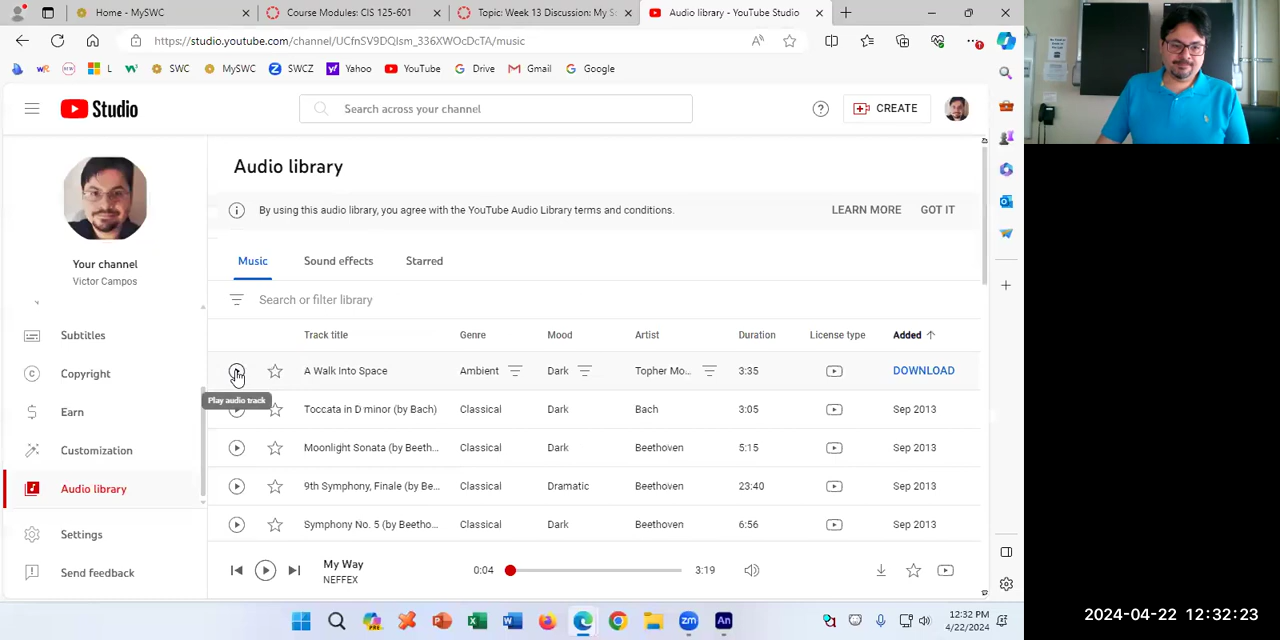 Home - MySWC
Course Modules: CIS 125-601
Topic: Week 13 Discussion: My S
Audio library - YouTube Studio
SWC
MySWC
SWCZ
Yahoo
YouTube
Drive
Gmail
Google
Studio
Search across your channel
CREATE
Your channel
Victor Campos
Subtitles
Copyright
Earn
Customization
Audio library
Settings
Send feedback
Audio library
By using this audio library, you agree with the YouTube Audio Library terms and conditions.
LEARN MORE
GOT IT
Music
Sound effects
Starred
Search or filter library
Track title Genre Mood Artist Duration License type Added
A Walk Into Space Ambient Dark Topher Mo... 3:35 DOWNLOAD
Play audio track
Toccata in D minor (by Bach) Classical Dark Bach 3:05 Sep 2013
Moonlight Sonata (by Beeth... Classical Dark Beethoven 5:15 Sep 2013
9th Symphony, Finale (by Be... Classical Dramatic Beethoven 23:40 Sep 2013
Symphony No. 5 (by Beetho... Classical Dark Beethoven 6:56 Sep 2013
My Way
NEFFEX
0:04
3:19
12:32 PM
4/22/2024
2024-04-22 12:32:23